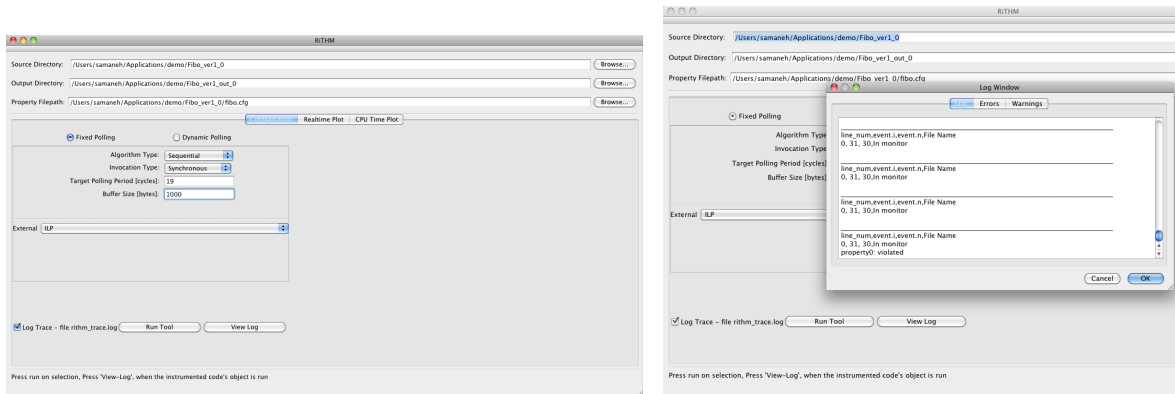 RiTHM
Source Directory: /Users/samaneh/Applications/demo/Fibo_ver1_0 Browse...
Output Directory: /Users/samaneh/Applications/demo/Fibo_ver1_out_0 Browse...
Property Filepath: /Users/samaneh/Applications/demo/Fibo_ver1_0/fibo.cfg Browse...
Realtime Plot CPU Time Plot
Fixed Polling Dynamic Polling
Algorithm Type: Sequential
Invocation Type: Synchronous
Target Polling Period [cycles]: 19
Buffer Size [bytes]: 1000
External ILP
Log Trace - file rithm_trace.log Run Tool View Log
Press run on selection, Press 'View-Log', when the instrumented code's object is run
RiTHM
Source Directory: /Users/samaneh/Applications/demo/Fibo_ver1_0
Output Directory: /Users/samaneh/Applications/demo/Fibo_ver1_out_0
Property Filepath: /Users/samaneh/Applications/demo/Fibo_ver1_0/fibo.cfg
Fixed Polling
Algorithm Type
Invocation Type
Target Polling Period [cycles]
Buffer Size [bytes]
External ILP
Log Trace - file rithm_trace.log Run Tool View Log
Press run on selection, Press 'View-Log', when the instrumented code's object is run
Log Window
Log Errors Warnings
line_num,event.i,event.n,File Name
0, 31, 30,In monitor
line_num,event.i,event.n,File Name
0, 31, 30,In monitor
line_num,event.i,event.n,File Name
0, 31, 30,In monitor
line_num,event.i,event.n,File Name
0, 31, 30,In monitor
property0: violated
Cancel OK